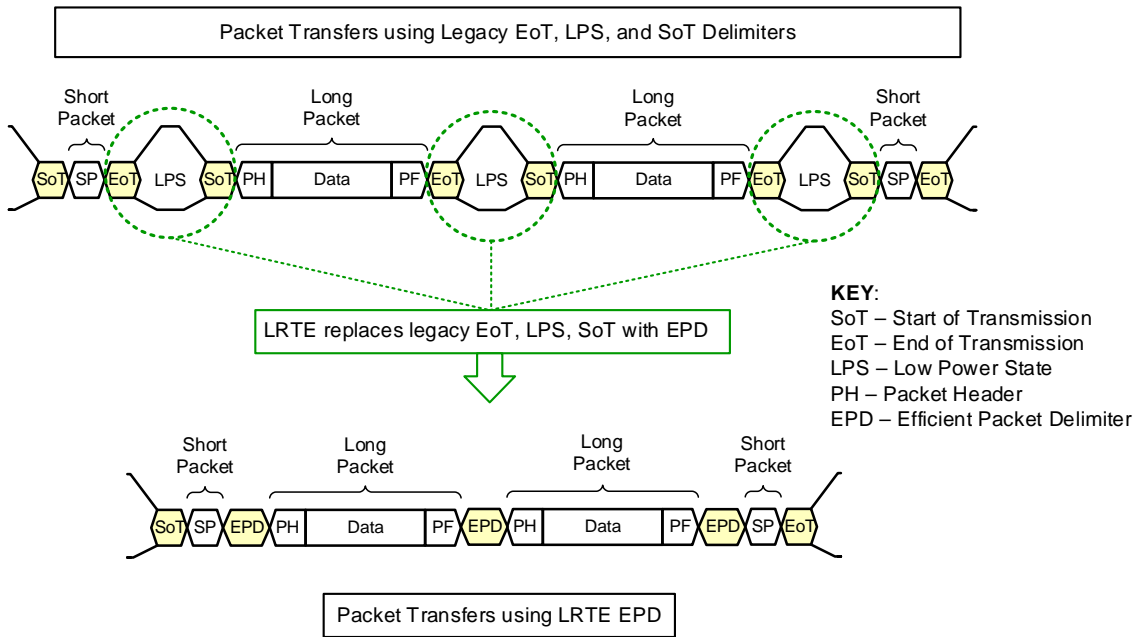 Packet Transfers using Legacy EoT, LPS, and SoT Delimiters
Short
Packet
Long
Packet
Long
Packet
Short
Packet
SoT SP EoT LPS SoT PH Data PF EoT LPS SoT PH Data PF EoT LPS SoT SP EoT
LRTE replaces legacy EoT, LPS, SoT with EPD
KEY:
SoT – Start of Transmission
EoT – End of Transmission
LPS – Low Power State
PH – Packet Header
EPD – Efficient Packet Delimiter
Short
Packet
Long
Packet
Long
Packet
Short
Packet
SoT SP EPD PH Data PF EPD PH Data PF EPD SP EoT
Packet Transfers using LRTE EPD